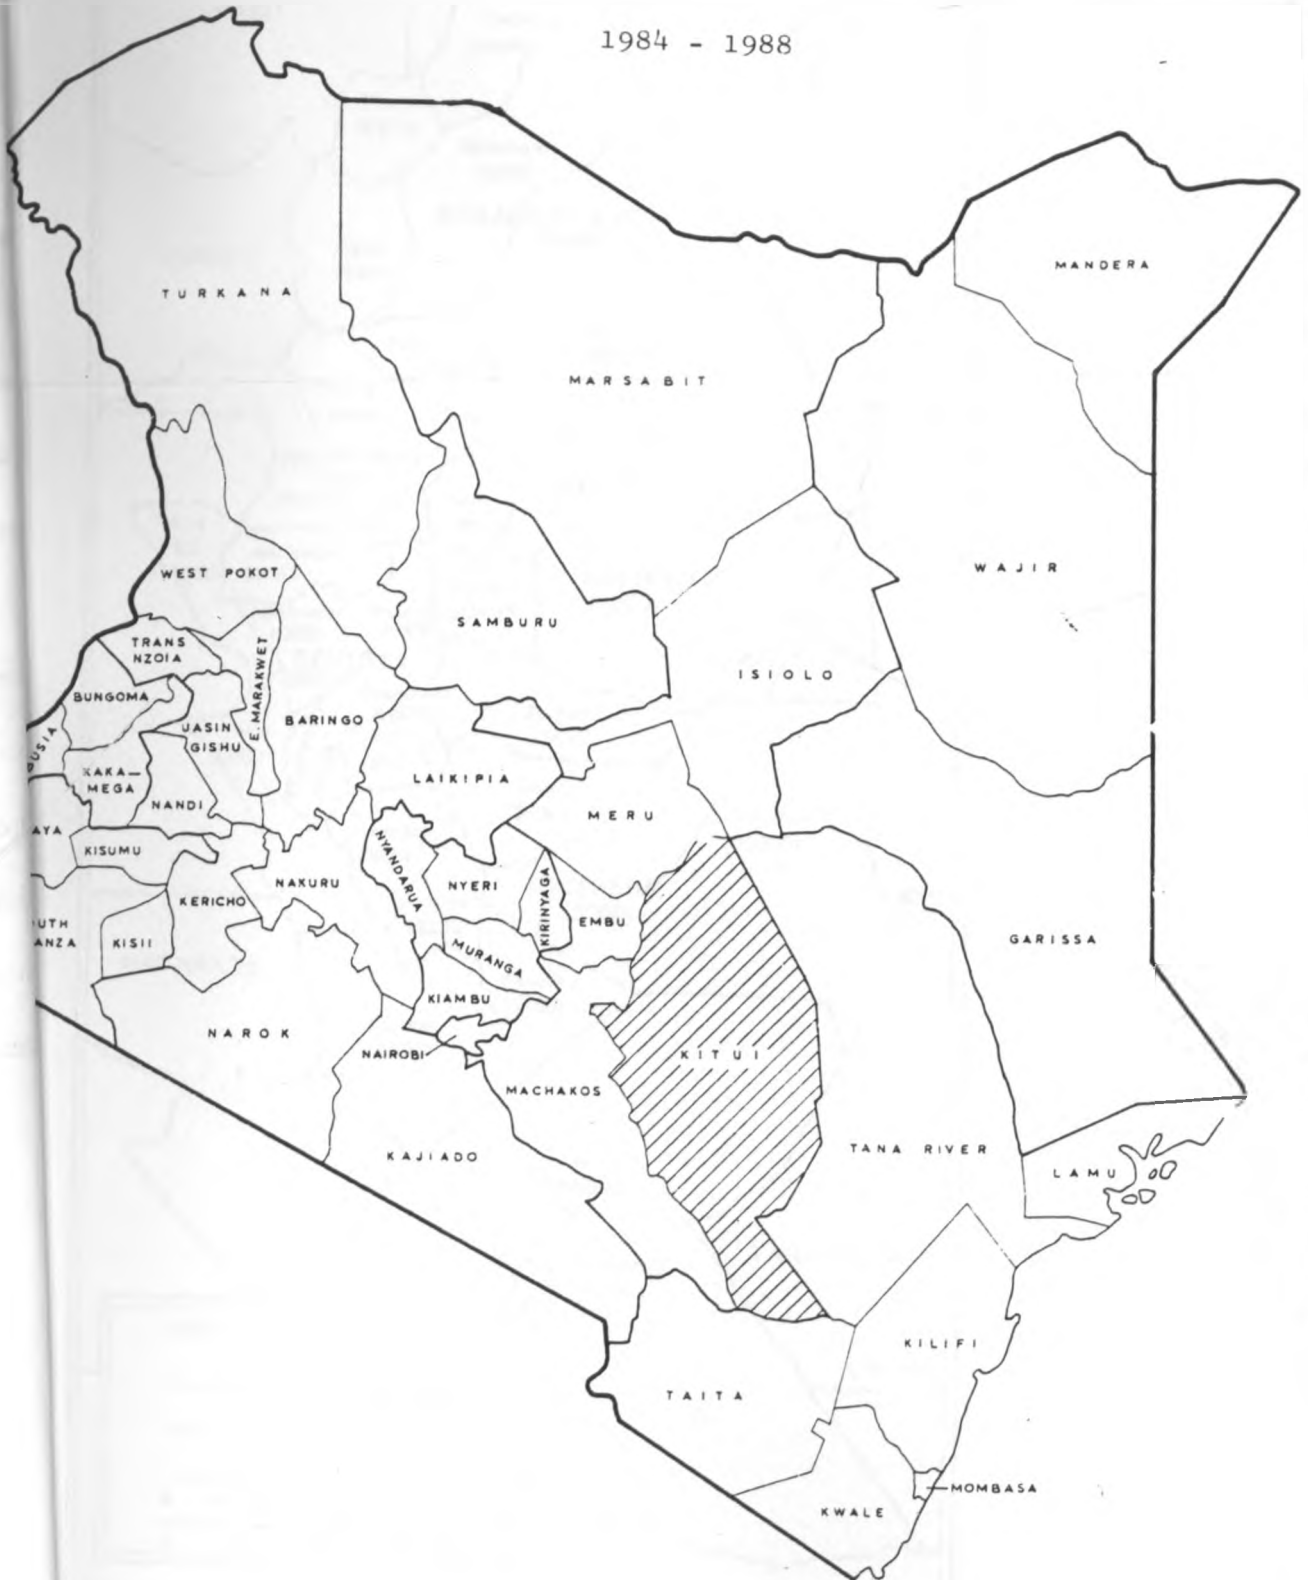 1984 - 1988
MANDERA
TURKANA
MARSABIT
WAJIR
WEST POKOT
SAMBURU
TRANS
NZOIA
E. MARAKWET
ISIOLO
BUNGOMA
BARINGO
UASIN
GISHU
BUSIA
LAIKIPIA
KAKA-
MEGA
NANDI
MERU
AYA
KISUMU
NYANDARUA
NAKURU
NYERI
KIRINYAGA
KERICHO
EMBU
UTH
ANZA
KISII
MURANGA
GARISSA
KIAMBU
NAROK
NAIROBI
KITUI
MACHAKOS
KAJIADO
TANA RIVER
LAMU
KILIFI
TAITA
MOMBASA
KWALE